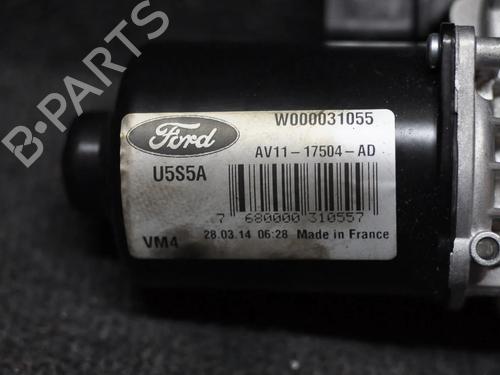 W000031055
Ford
AV11-17504-AD
U5S5A
7 680000 310557
VM4
28.03.14 06:28 Made in France
B-PARTS